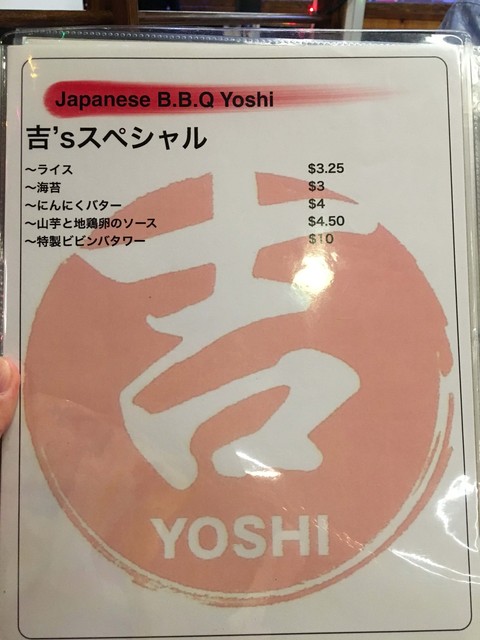 Japanese B.B.Q Yoshi
吉’sスペシャル
～ライス $3.25
～海苔 $3
～にんにくバター $4
～山芋と地鶏卵のソース $4.50
～特製ビビンバタワー $10
吉
YOSHI